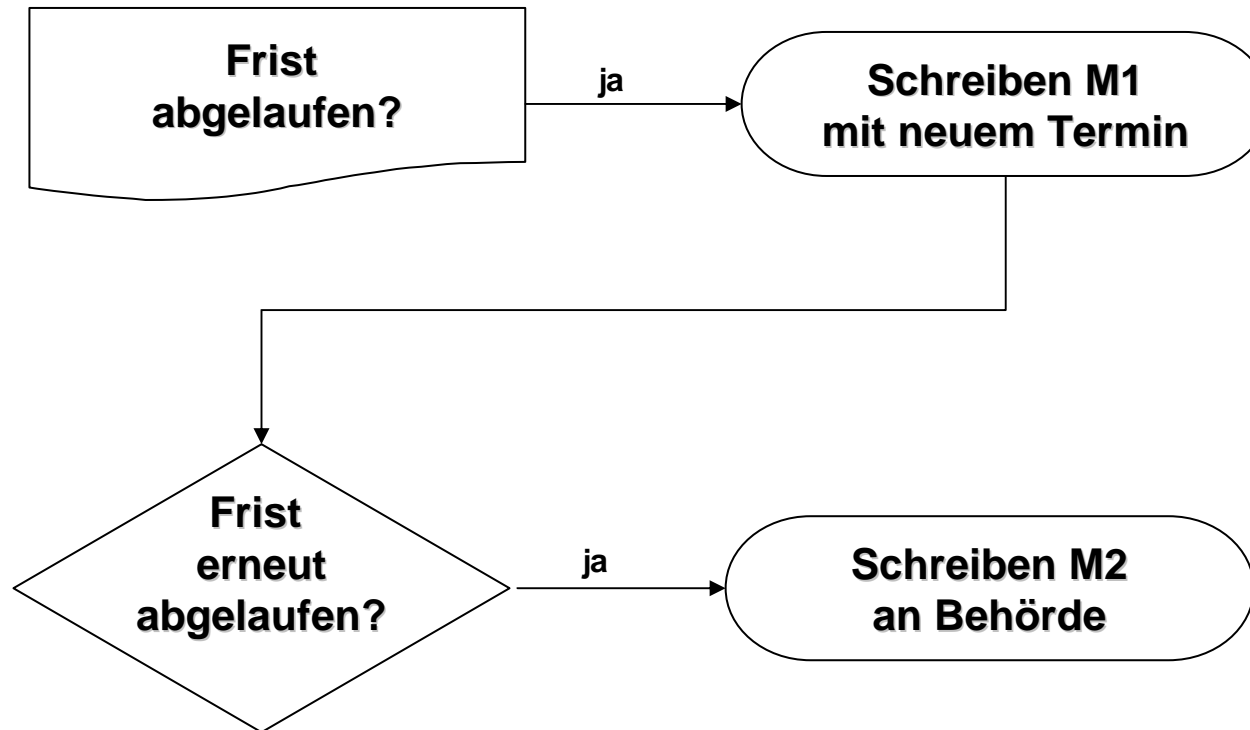 Frist
abgelaufen?
ja
Schreiben M1
mit neuem Termin
Frist
erneut
abgelaufen?
ja
Schreiben M2
an Behörde